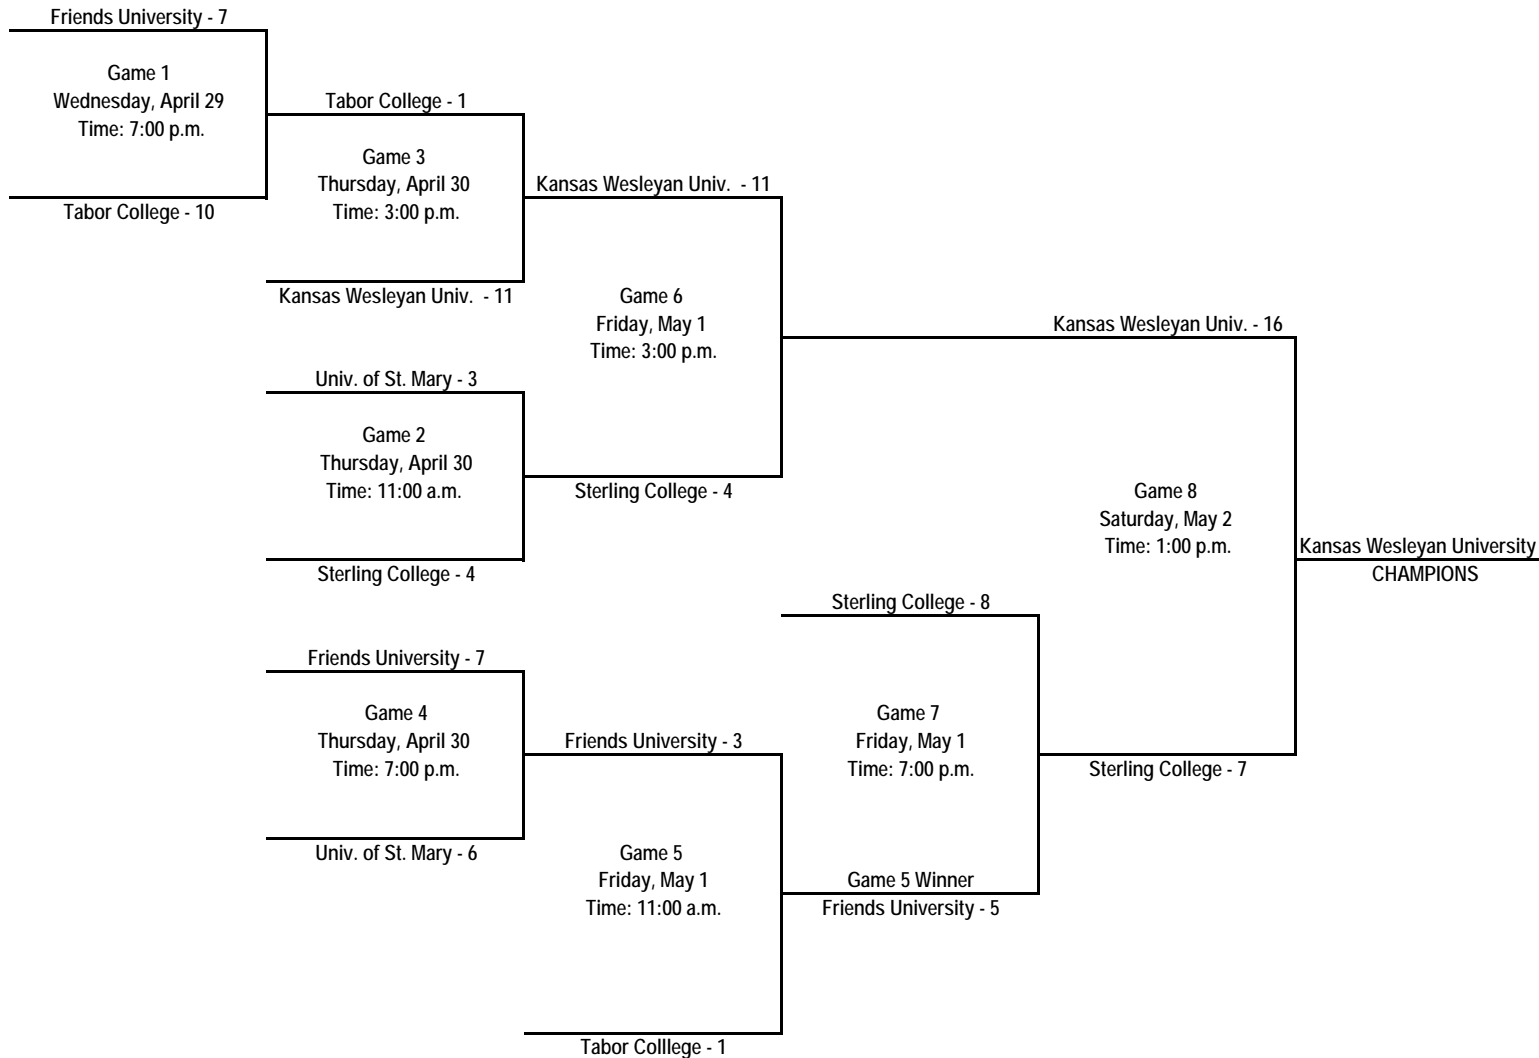 Friends University - 7
Game 1
Wednesday, April 29
Time: 7:00 p.m.
Tabor College - 10
Tabor College - 1
Game 3
Thursday, April 30
Time: 3:00 p.m.
Kansas Wesleyan Univ.  - 11
Kansas Wesleyan Univ.  - 11
Game 6
Friday, May 1
Time: 3:00 p.m.
Univ. of St. Mary - 3
Game 2
Thursday, April 30
Time: 11:00 a.m.
Sterling College - 4
Sterling College - 4
Kansas Wesleyan Univ. - 16
Game 8
Saturday, May 2
Time: 1:00 p.m.
Kansas Wesleyan University
CHAMPIONS
Friends University - 7
Game 4
Thursday, April 30
Time: 7:00 p.m.
Univ. of St. Mary - 6
Friends University - 3
Game 5
Friday, May 1
Time: 11:00 a.m.
Tabor Colllege - 1
Sterling College - 8
Game 7
Friday, May 1
Time: 7:00 p.m.
Game 5 Winner
Friends University - 5
Sterling College - 7